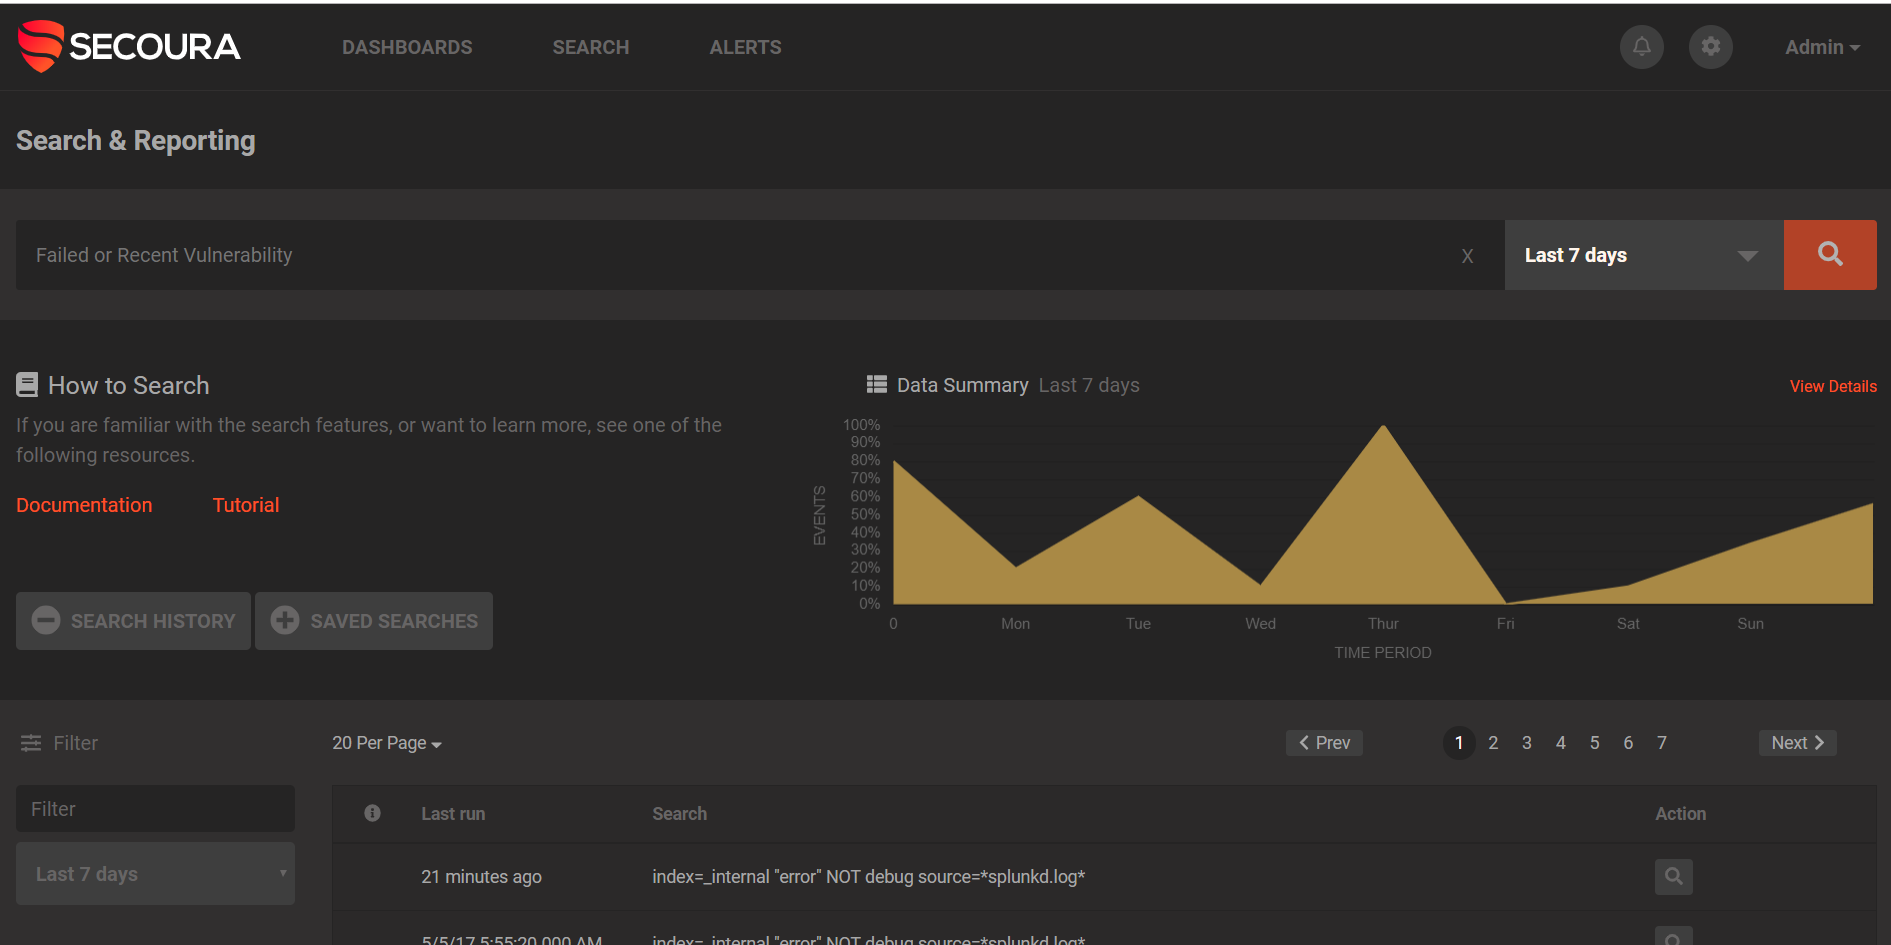 SECOURA
DASHBOARDS SEARCH ALERTS Admin
Search & Reporting
Failed or Recent Vulnerability X Last 7 days
How to Search
If you are familiar with the search features, or want to learn more, see one of the
following resources.
Documentation Tutorial
SEARCH HISTORY SAVED SEARCHES
Data Summary Last 7 days View Details
100%
90%
80%
70%
60%
50%
40%
30%
20%
10%
0%
EVENTS
0 Mon Tue Wed Thur Fri Sat Sun
TIME PERIOD
Filter
Filter
Last 7 days
20 Per Page Prev 1 2 3 4 5 6 7 Next
Last run Search Action
21 minutes ago index=_internal "error" NOT debug source=*splunkd.log*
5/5/17 5:55:20.000 AM index=_internal "error" NOT debug source=*splunkd.log*